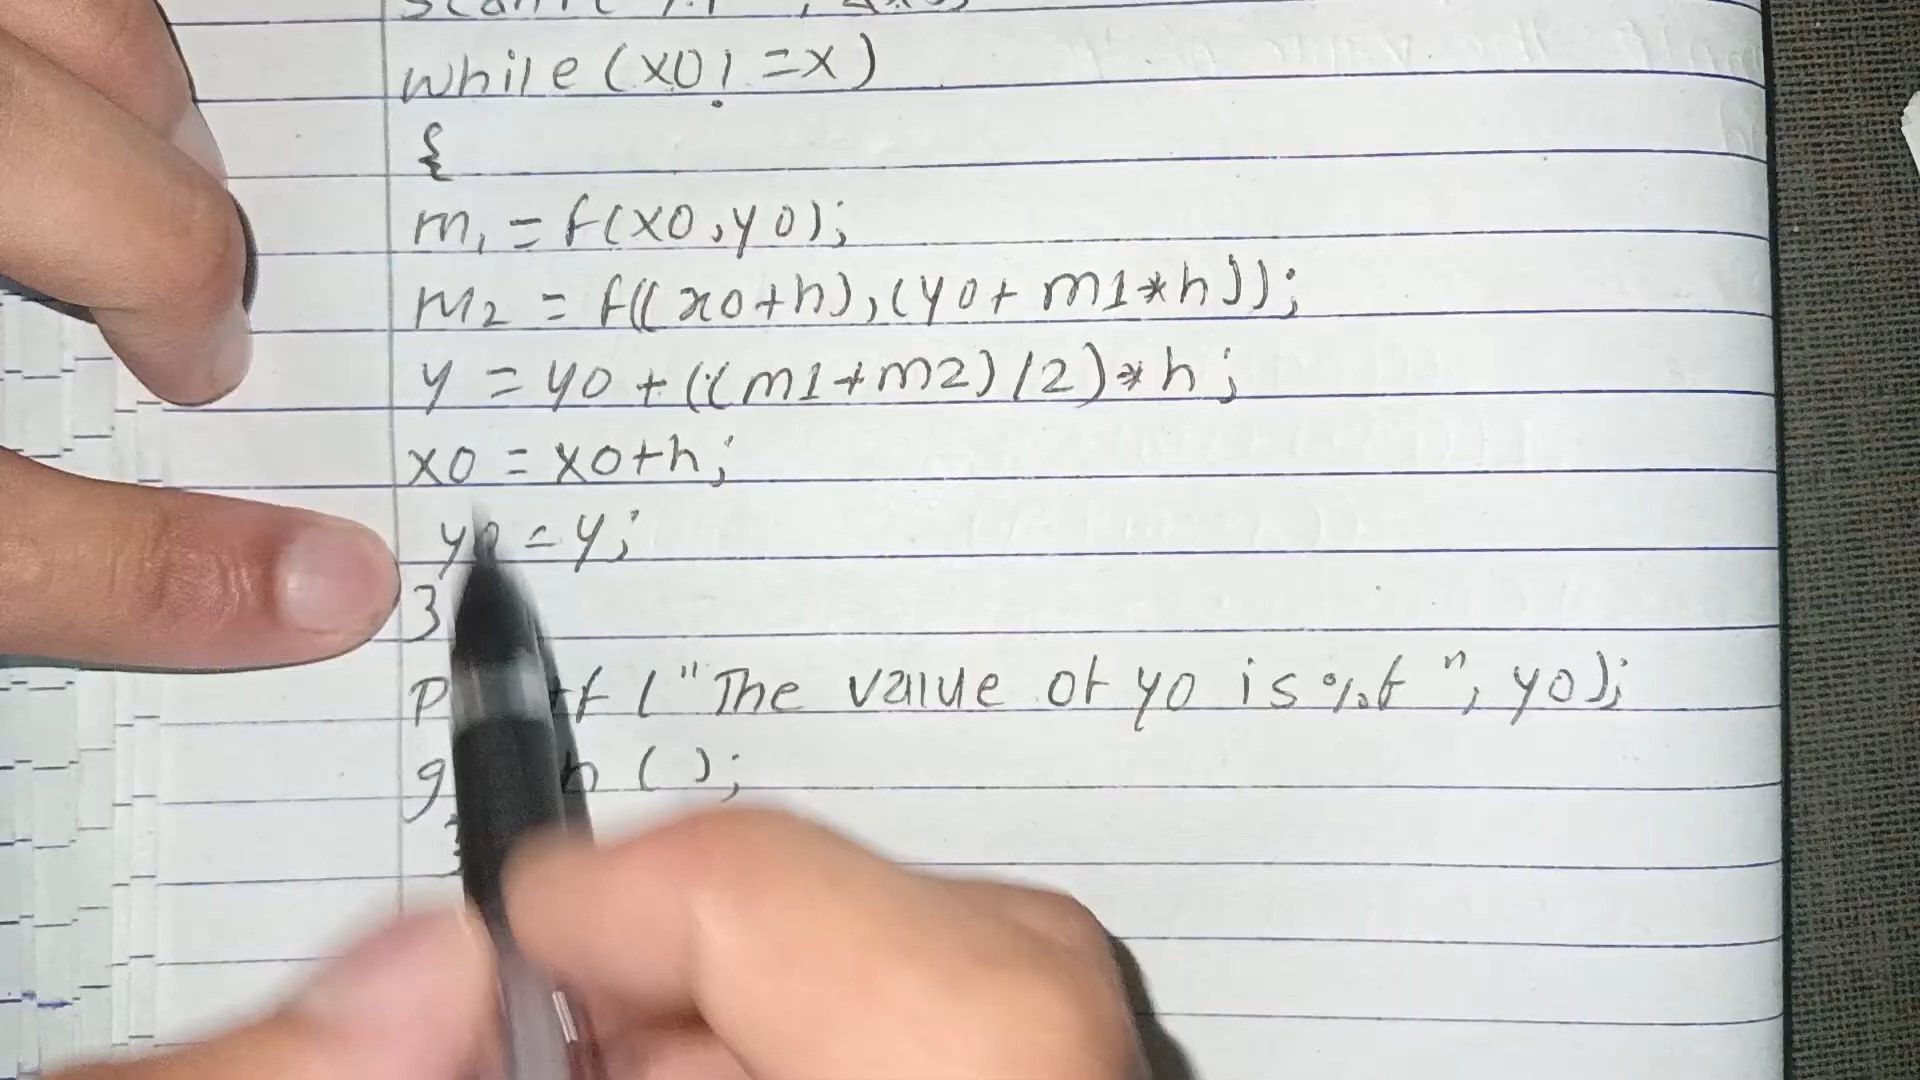 while (x0! =x)
{
m1 = f(x0,y0);
m2 = f((x0+h),(y0+m1*h));
y = y0 + ((m1+m2)/2)*h;
x0 = x0+h;
y0 = y;
}
("The value of y0 is %f ", y0);
( );